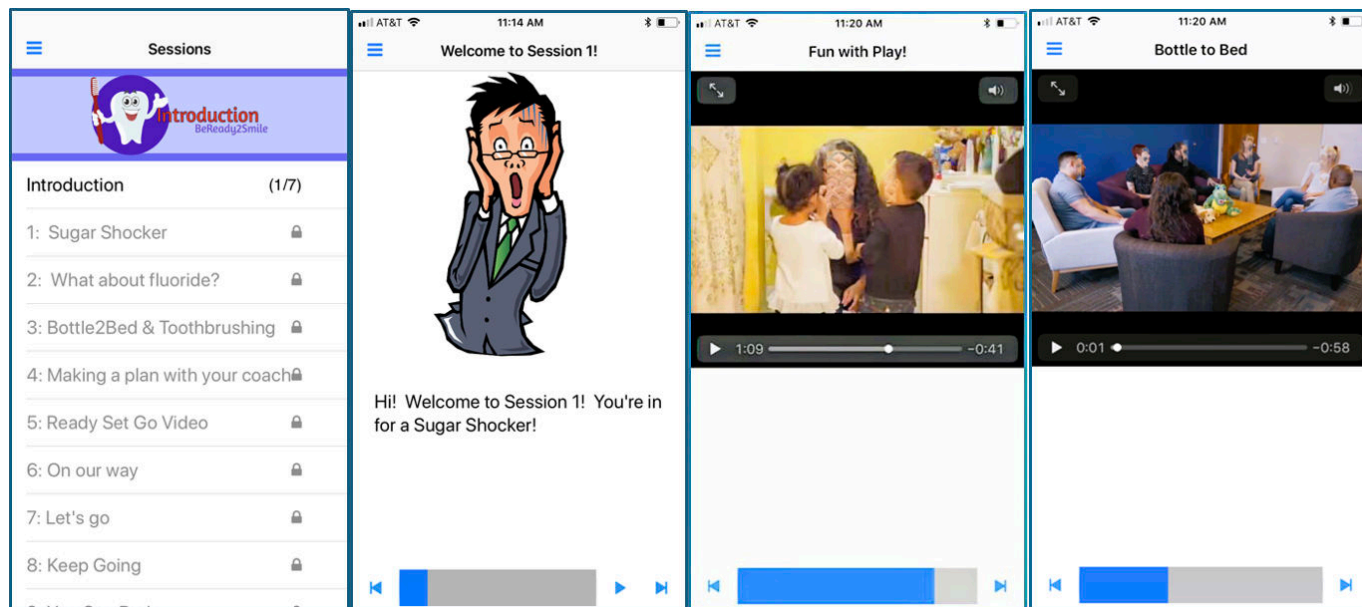 Sessions
Introduction
BeReady2Smile
Introduction (1/7)
1: Sugar Shocker
2: What about fluoride?
3: Bottle2Bed & Toothbrushing
4: Making a plan with your coach
5: Ready Set Go Video
6: On our way
7: Let's go
8: Keep Going
AT&T 11:14 AM
Welcome to Session 1!
Hi! Welcome to Session 1! You're in
for a Sugar Shocker!
AT&T 11:20 AM
Fun with Play!
1:09 -0:41
AT&T 11:20 AM
Bottle to Bed
0:01 -0:58